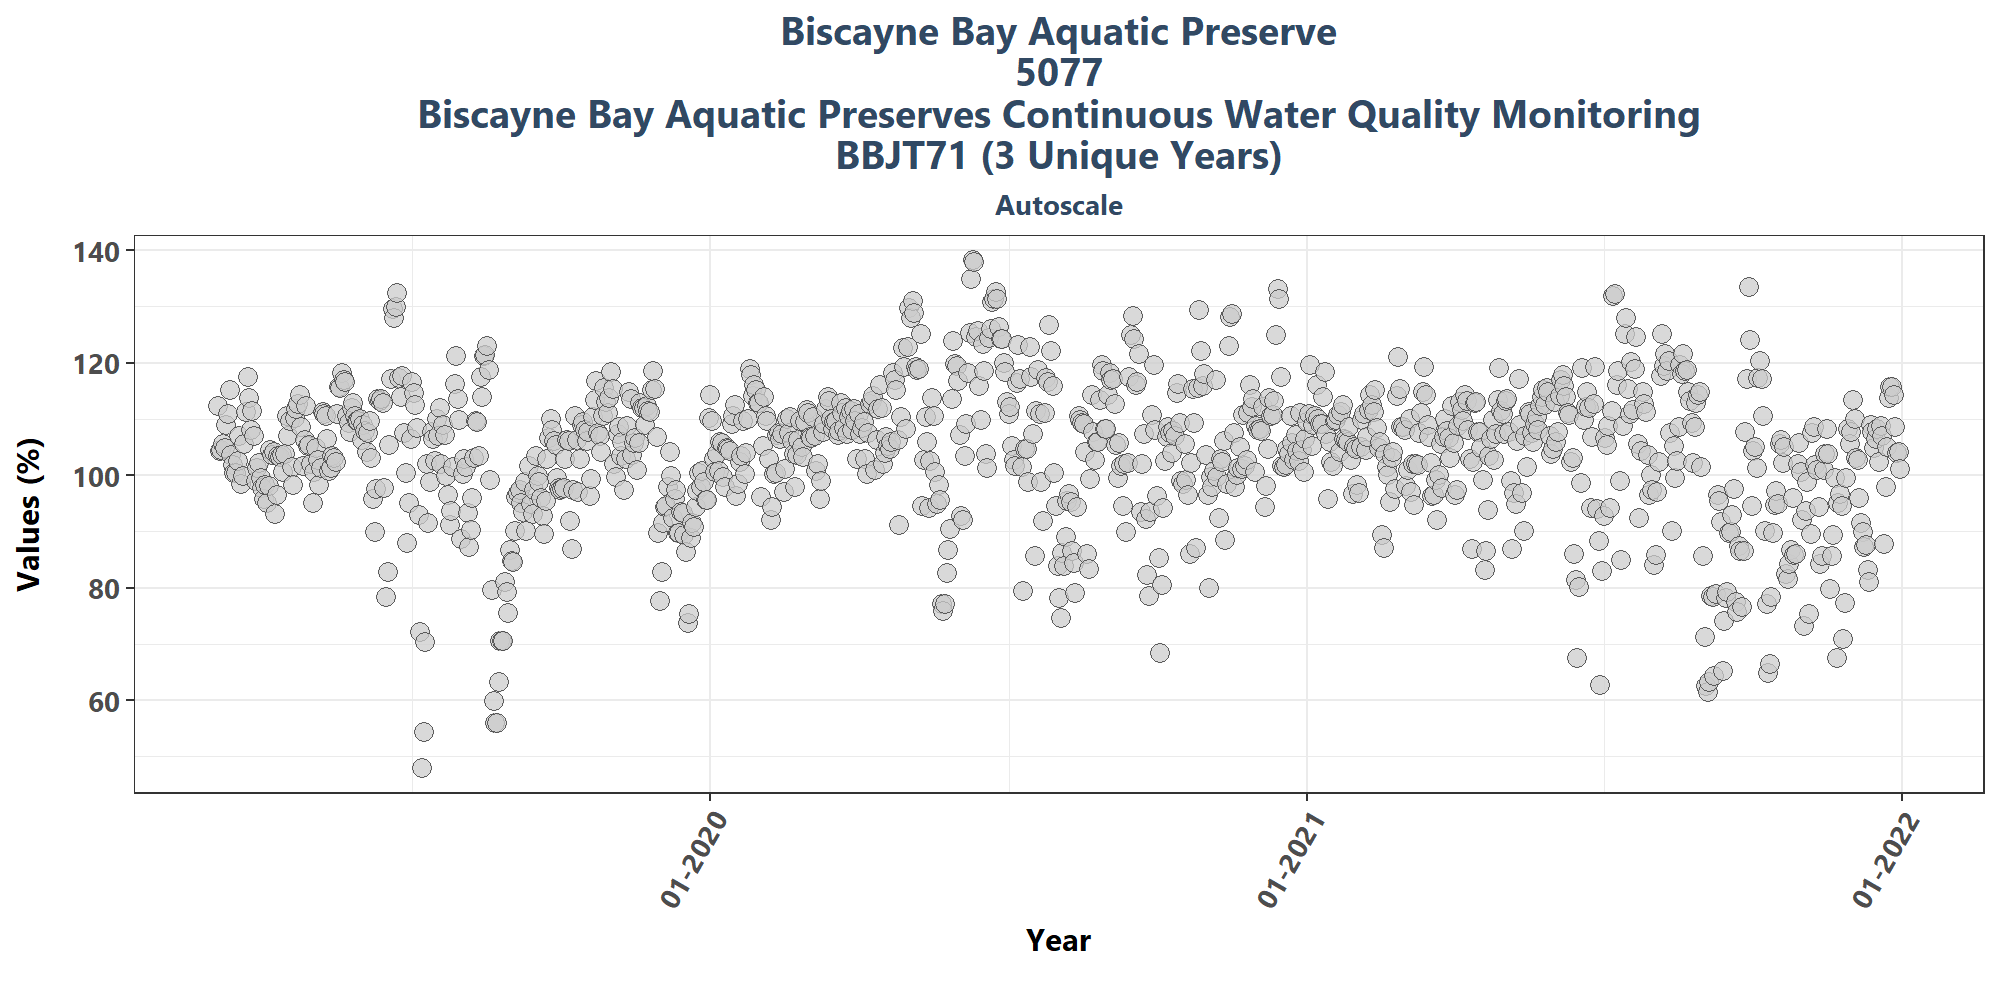 Biscayne Bay Aquatic Preserve
5077
Biscayne Bay Aquatic Preserves Continuous Water Quality Monitoring
BBJT71 (3 Unique Years)
Autoscale
Values (%)
140
120
100
80
60
01-2020
01-2021
01-2022
Year